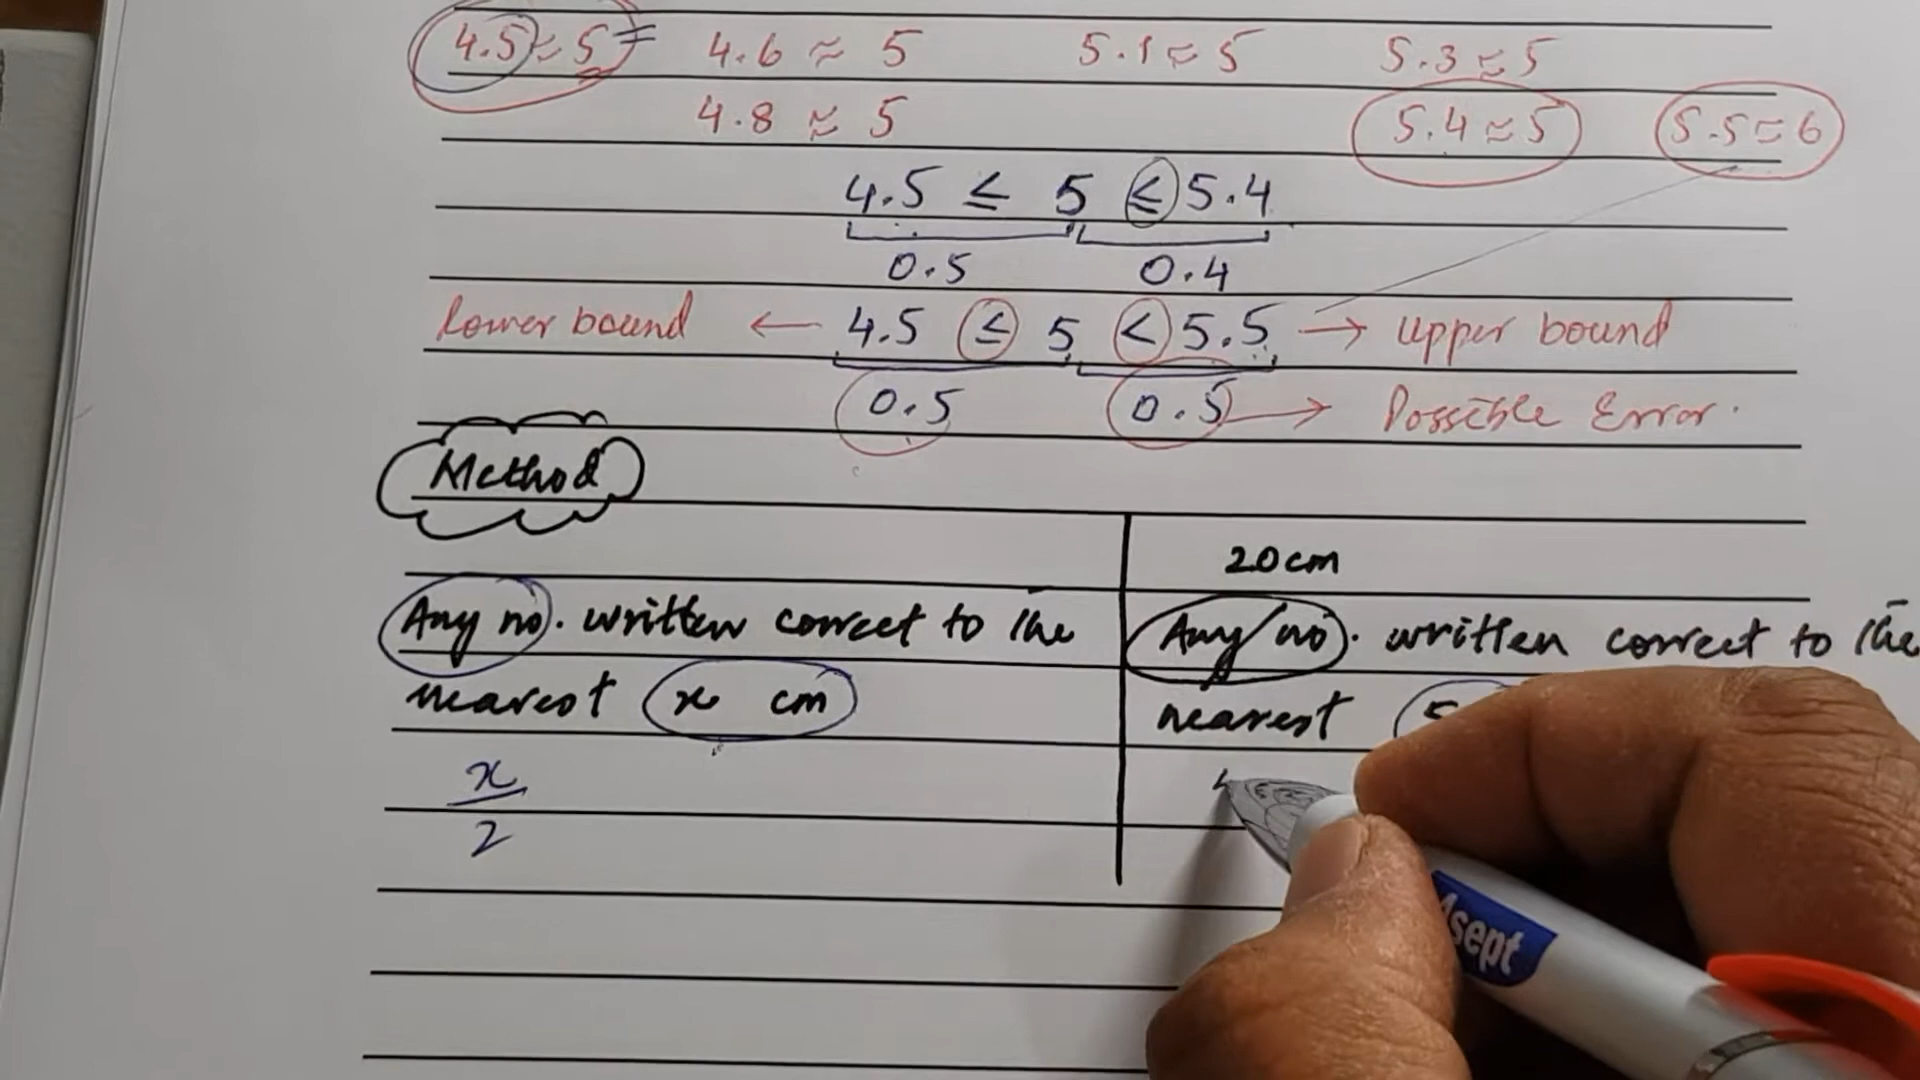 4.5≈5 = 4.6 ≈ 5 5.1≈5 5.3≈5
4.8 ≈ 5 5.4≈5 5.5≈6
4.5 ≤ 5 ≤ 5.4
0.5 0.4
lower bound ← 4.5 ≤ 5 < 5.5 → upper bound
0.5 0.5 → Possible Error.
Method
20cm
Any no. written correct to the
nearest x cm
x/2
Any no. written correct to the
nearest 5
Asept